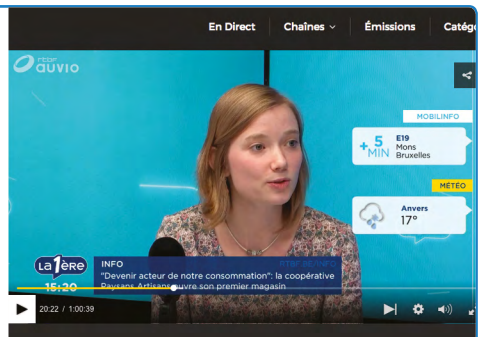 En Direct Chaînes Émissions Catégo
rtbf
auvio
MOBILINFO
+5 MIN
E19
Mons
Bruxelles
MÉTÉO
Anvers
17°
La 1ère
15:20
INFO
"Devenir acteur de notre consommation": la coopérative
Paysans Artisans ouvre son premier magasin
20:22 / 1:00:39